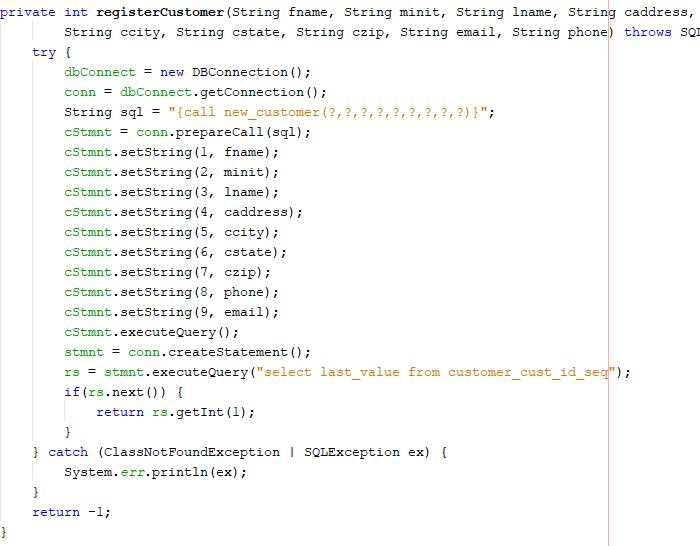 private int registerCustomer(String fname, String minit, String lname, String caddress,
String ccity, String cstate, String czip, String email, String phone) throws SQL
try {
dbConnect = new DBConnection();
conn = dbConnect.getConnection();
String sql = "{call new_customer(?,?,?,?,?,?,?,?,?)}";
cStmnt = conn.prepareCall(sql);
cStmnt.setString(1, fname);
cStmnt.setString(2, minit);
cStmnt.setString(3, lname);
cStmnt.setString(4, caddress);
cStmnt.setString(5, ccity);
cStmnt.setString(6, cstate);
cStmnt.setString(7, czip);
cStmnt.setString(8, phone);
cStmnt.setString(9, email);
cStmnt.executeQuery();
stmnt = conn.createStatement();
rs = stmnt.executeQuery("select last_value from customer_cust_id_seq");
if(rs.next()) {
return rs.getInt(1);
}
} catch (ClassNotFoundException | SQLException ex) {
System.err.println(ex);
}
return -1;
}